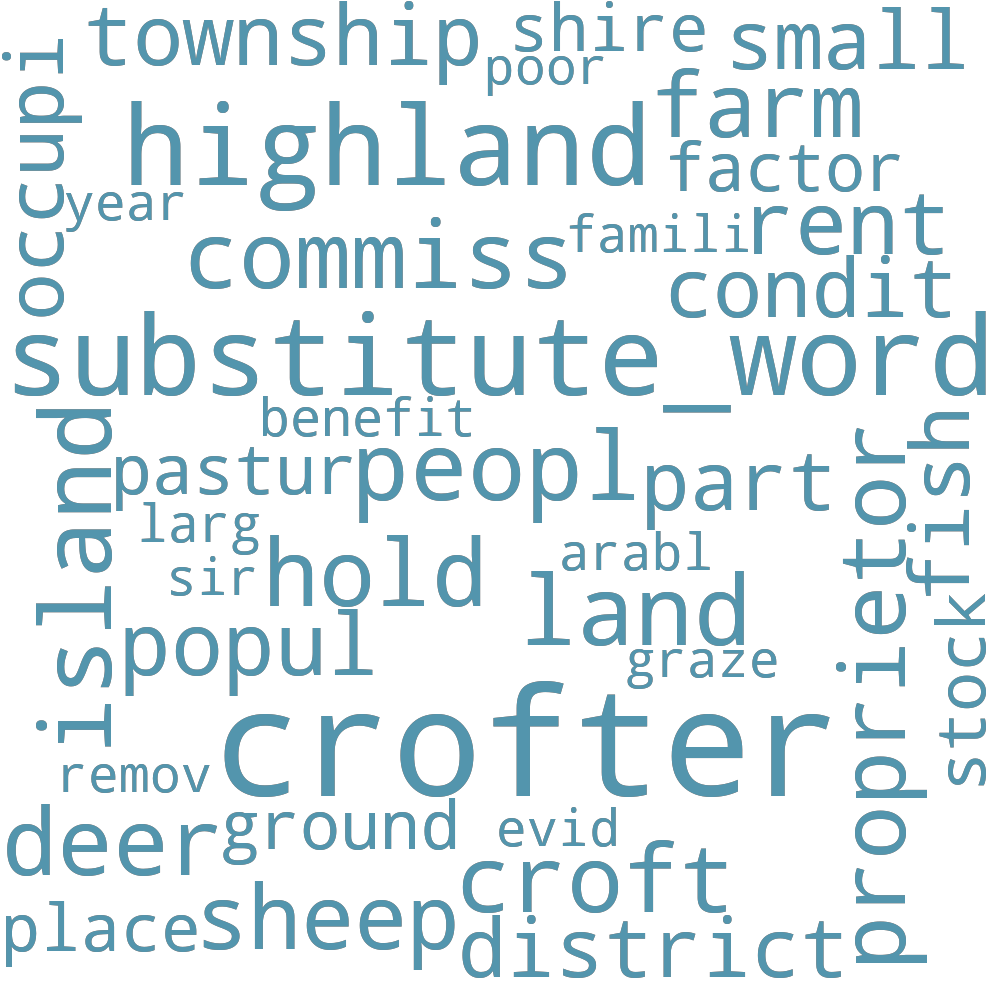 township
shire
small
poor
occupi
highland
farm
factor
year
commiss
famili
rent
condit
substitute_word
benefit
island
pastur
peopl
part
proprietor
fish
larg
sir
hold
arabl
land
stock
popul
graze
crofter
remov
deer
ground
evid
croft
place
sheep
district